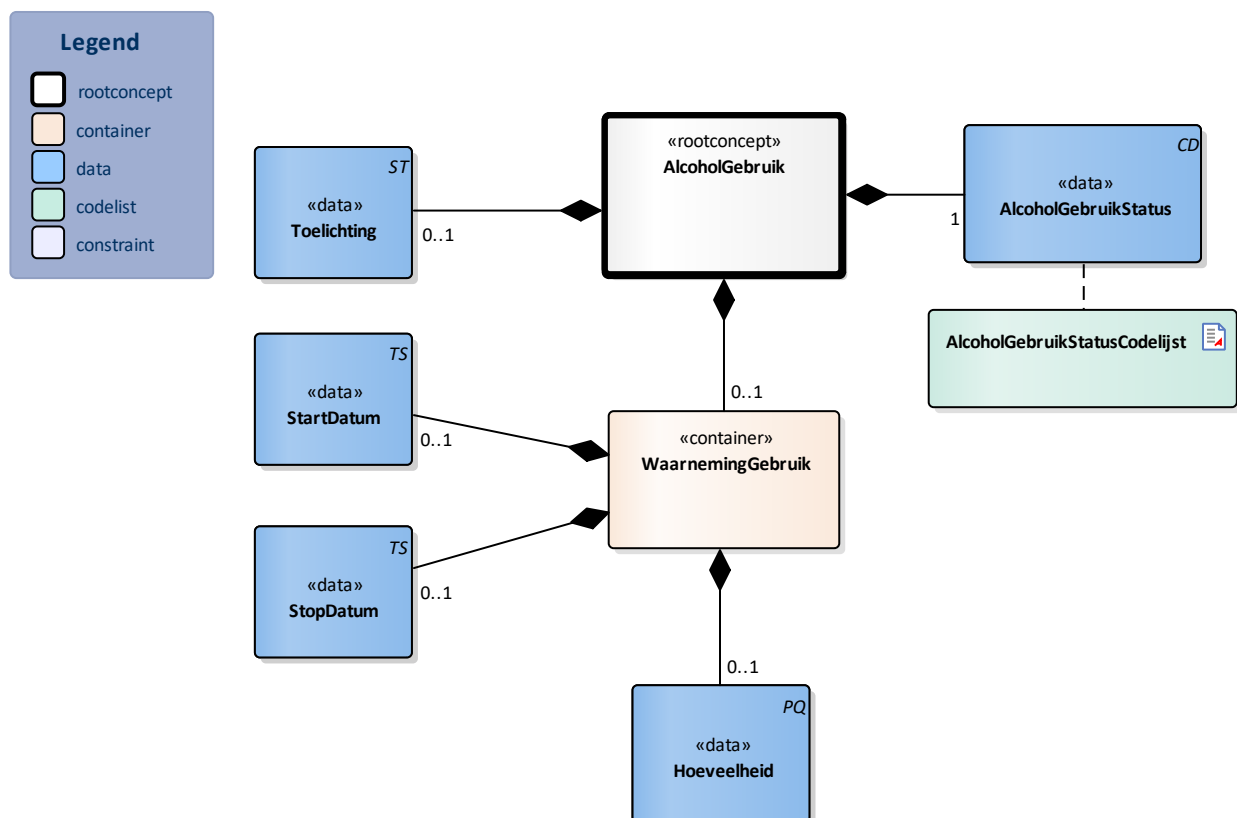 Legend
rootconcept
container
data
codelist
constraint
«rootconcept»
AlcoholGebruik
ST
«data»
Toelichting
0..1
CD
«data»
AlcoholGebruikStatus
1
AlcoholGebruikStatusCodelijst
TS
«data»
StartDatum
0..1
0..1
«container»
WaarnemingGebruik
TS
«data»
StopDatum
0..1
0..1
PQ
«data»
Hoeveelheid